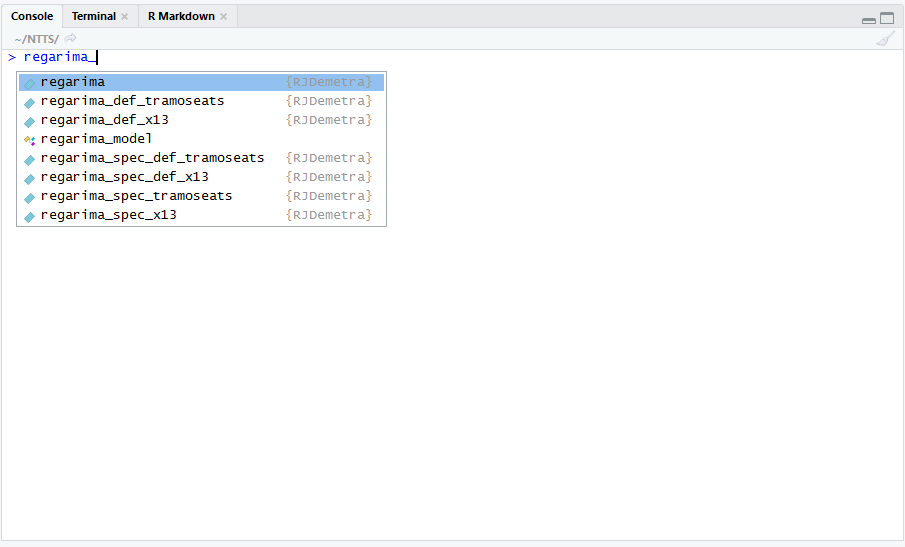 Console Terminal × R Markdown ×
~/NTTS/
> regarima_
regarima {RJDemetra}
regarima_def_tramoseats {RJDemetra}
regarima_def_x13 {RJDemetra}
regarima_model
regarima_spec_def_tramoseats {RJDemetra}
regarima_spec_def_x13 {RJDemetra}
regarima_spec_tramoseats {RJDemetra}
regarima_spec_x13 {RJDemetra}